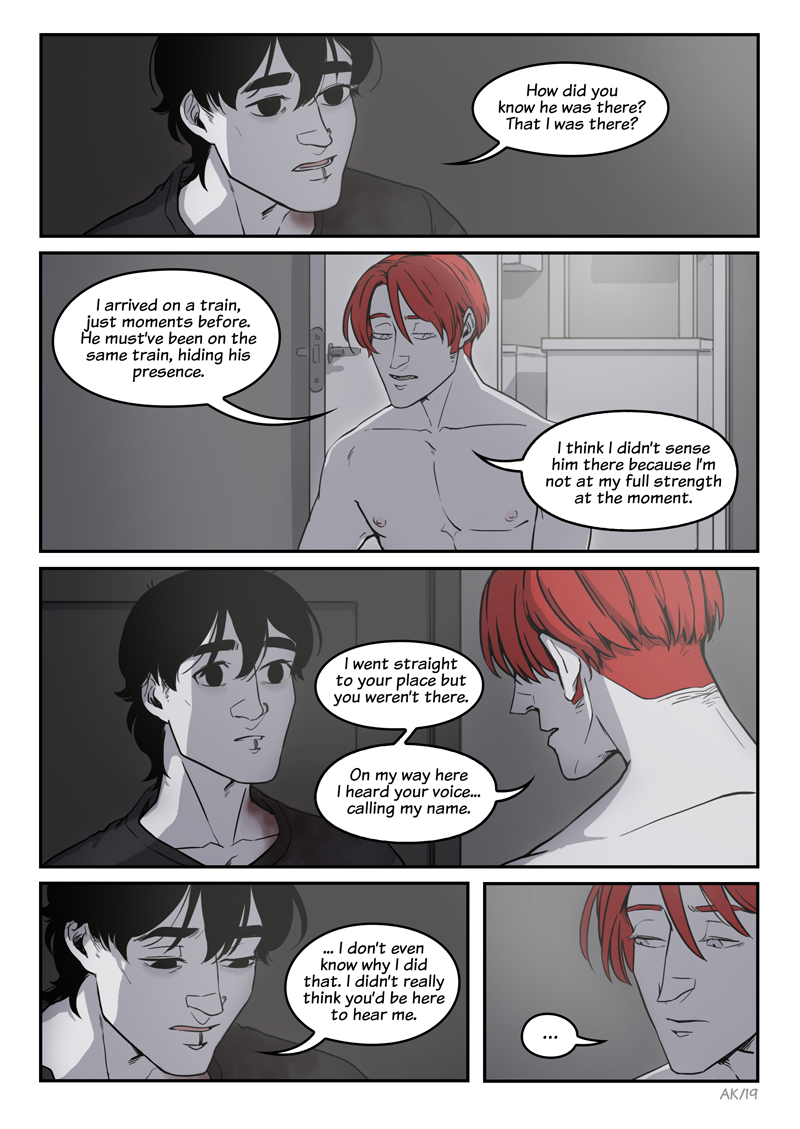 How did you
know he was there?
That I was there?
I arrived on a train,
just moments before.
He must've been on the
same train, hiding his
presence.
I think I didn't sense
him there because I'm
not at my full strength
at the moment.
I went straight
to your place but
you weren't there.
On my way here
I heard your voice...
calling my name.
... I don't even
know why I did
that. I didn't really
think you'd be here
to hear me.
...
AK/19